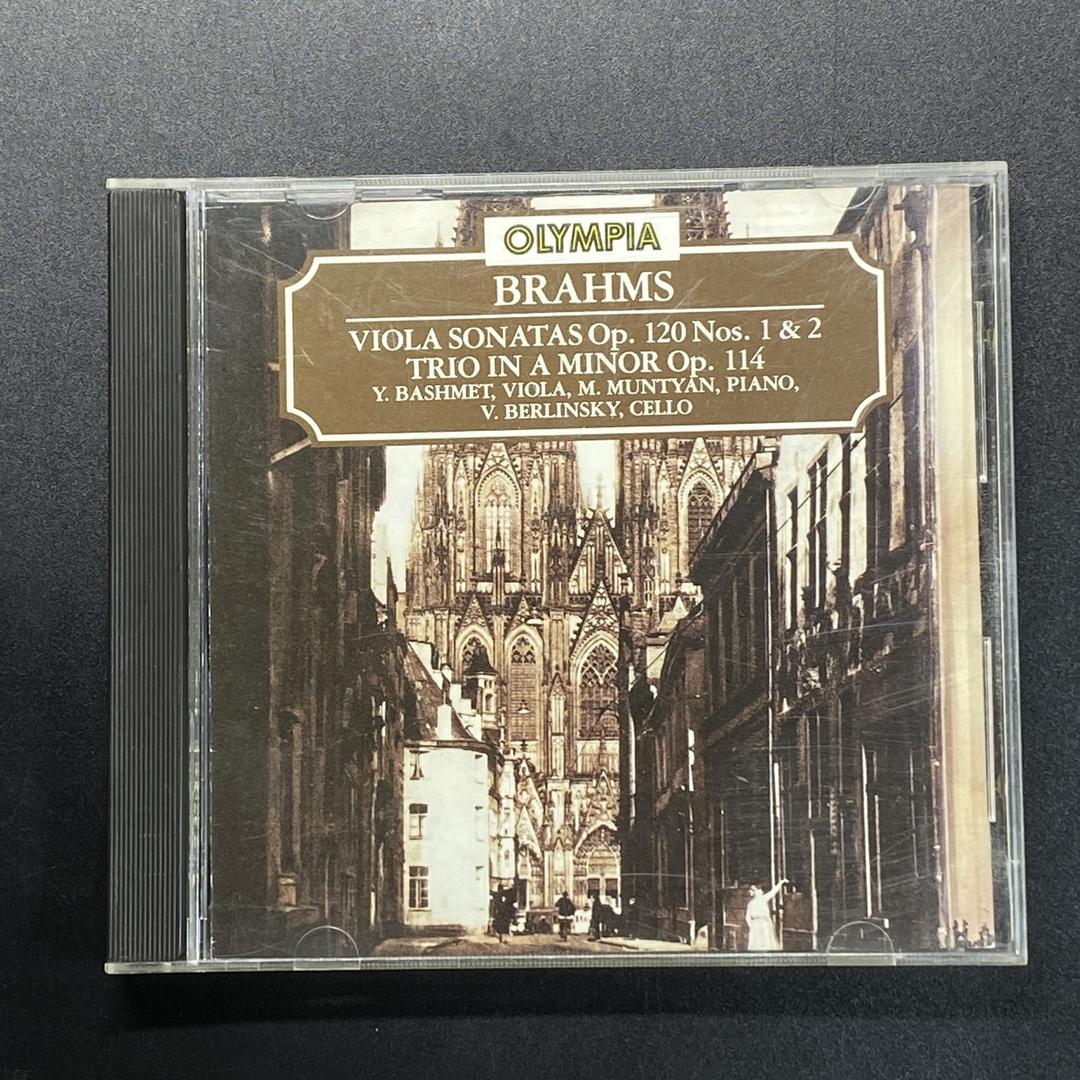 OLYMPIA
BRAHMS
VIOLA SONATAS Op. 120 Nos. 1 & 2
TRIO IN A MINOR Op. 114
Y. BASHMET, VIOLA, M. MUNTYAN, PIANO,
V. BERLINSKY, CELLO